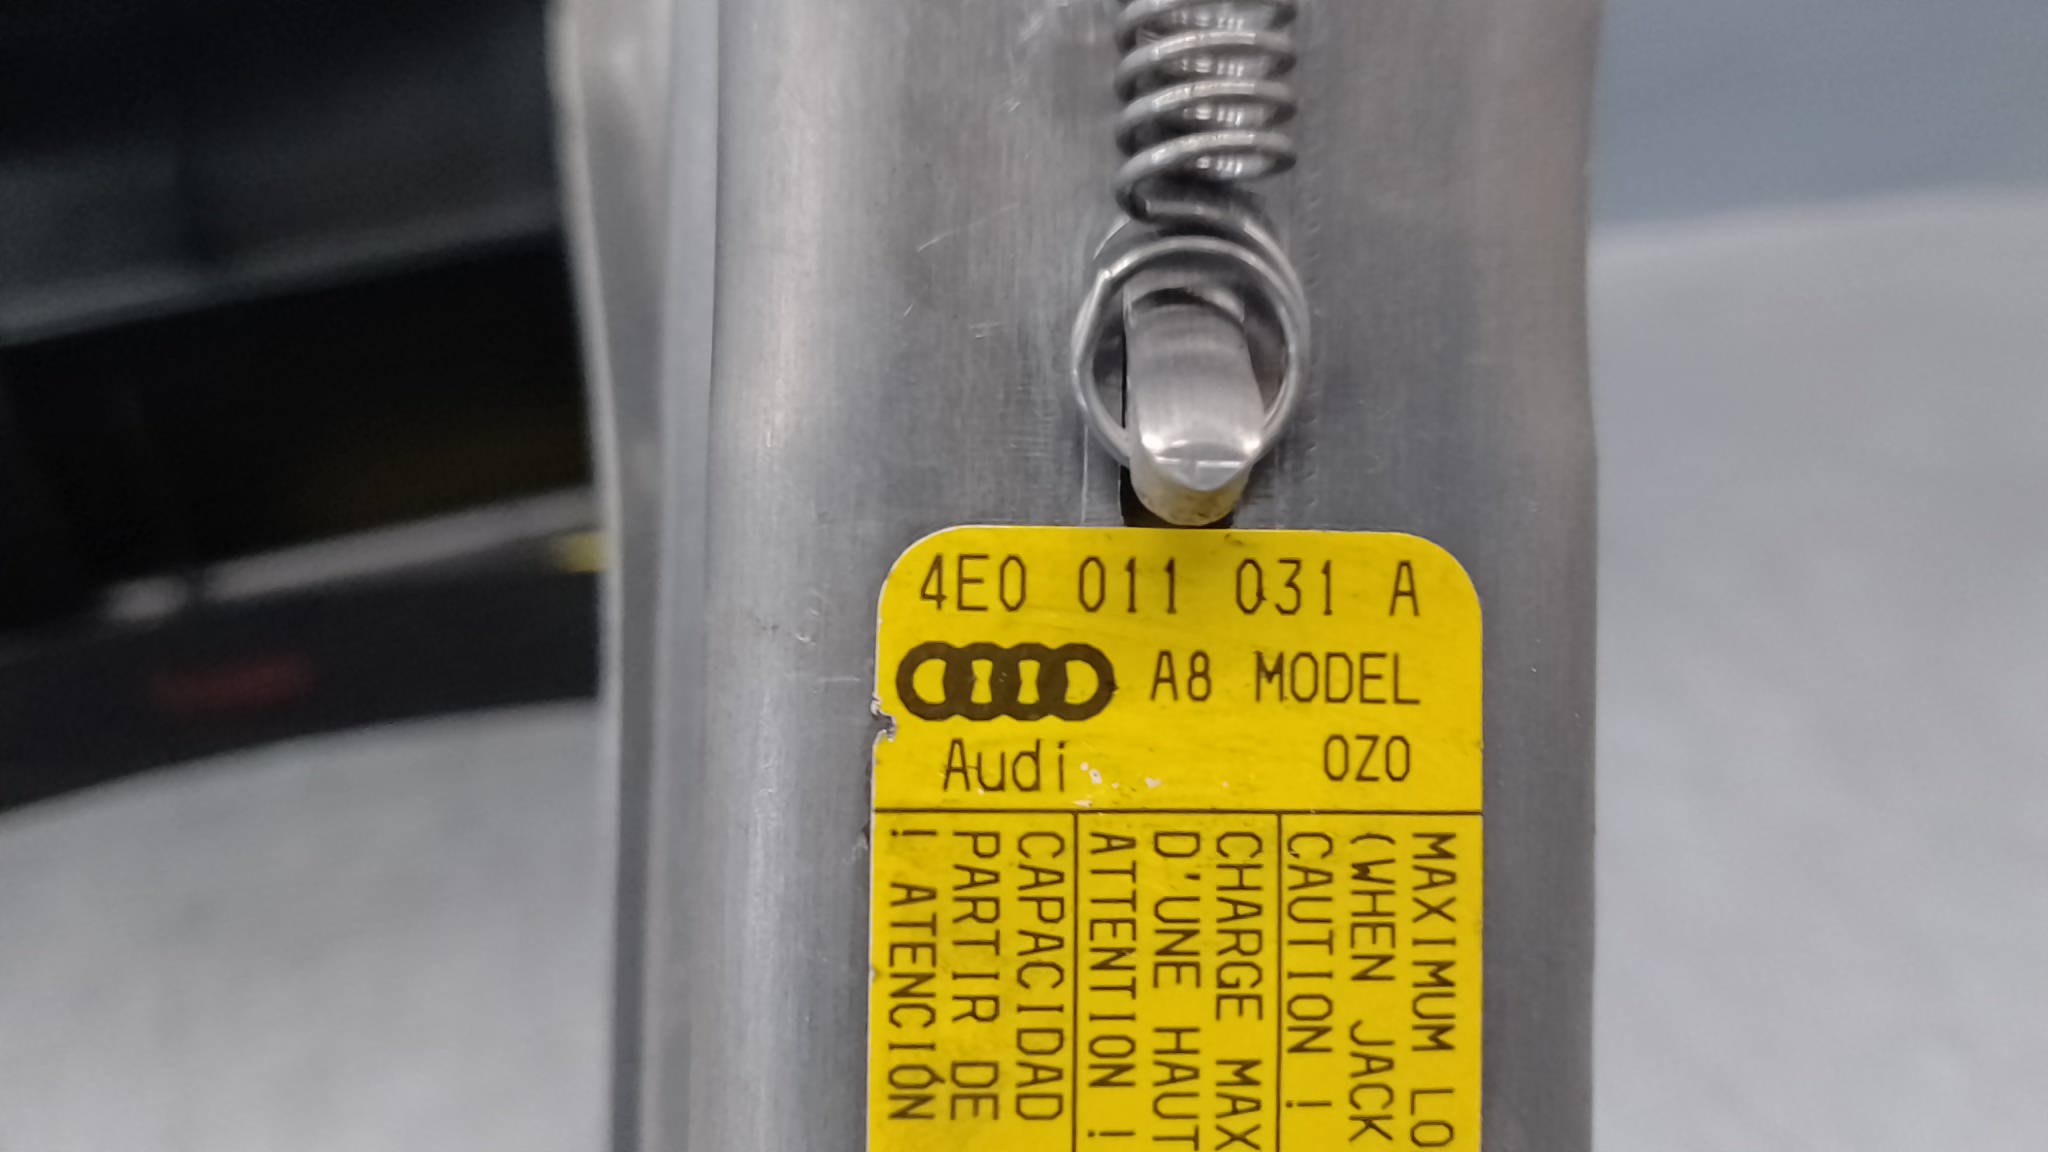 4E0 011 031 A
A8 MODEL
Audi OZO
MAXIMUM LO
(WHEN JACK
CAUTION !
CHARGE MAX
D'UNE HAUT
ATTENTION !
CAPACIDAD
PARTIR DE
! ATENCIÓN